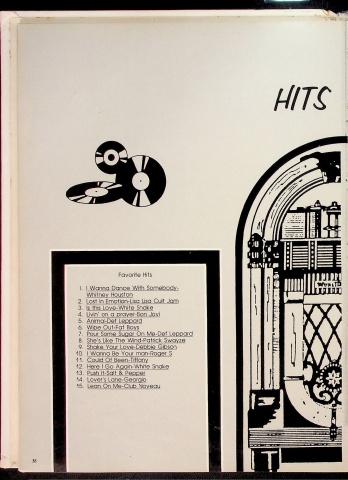 HITS
Favorite Hits
1. I Wanna Dance With Somebody-
Whitney Houston
2. Lost In Emotion-Lisa Lisa Cult Jam
3. Is this Love-White Snake
4. Livin' on a prayer-Bon Jovi
5. Animal-Def Leppard
6. Wipe Out-Fat Boys
7. Pour Some Sugar On Me-Def Leppard
8. She's Like The Wind-Patrick Swayze
9. Shake Your Love-Debbie Gibson
10. I Wanna Be Your man-Roger S
11. Could Of Been-Tiffany
12. Here I Go Again-White Snake
13. Push It-Salt & Pepper
14. Lover's Lane-Georgio
15. Lean On Me-Club Noveau